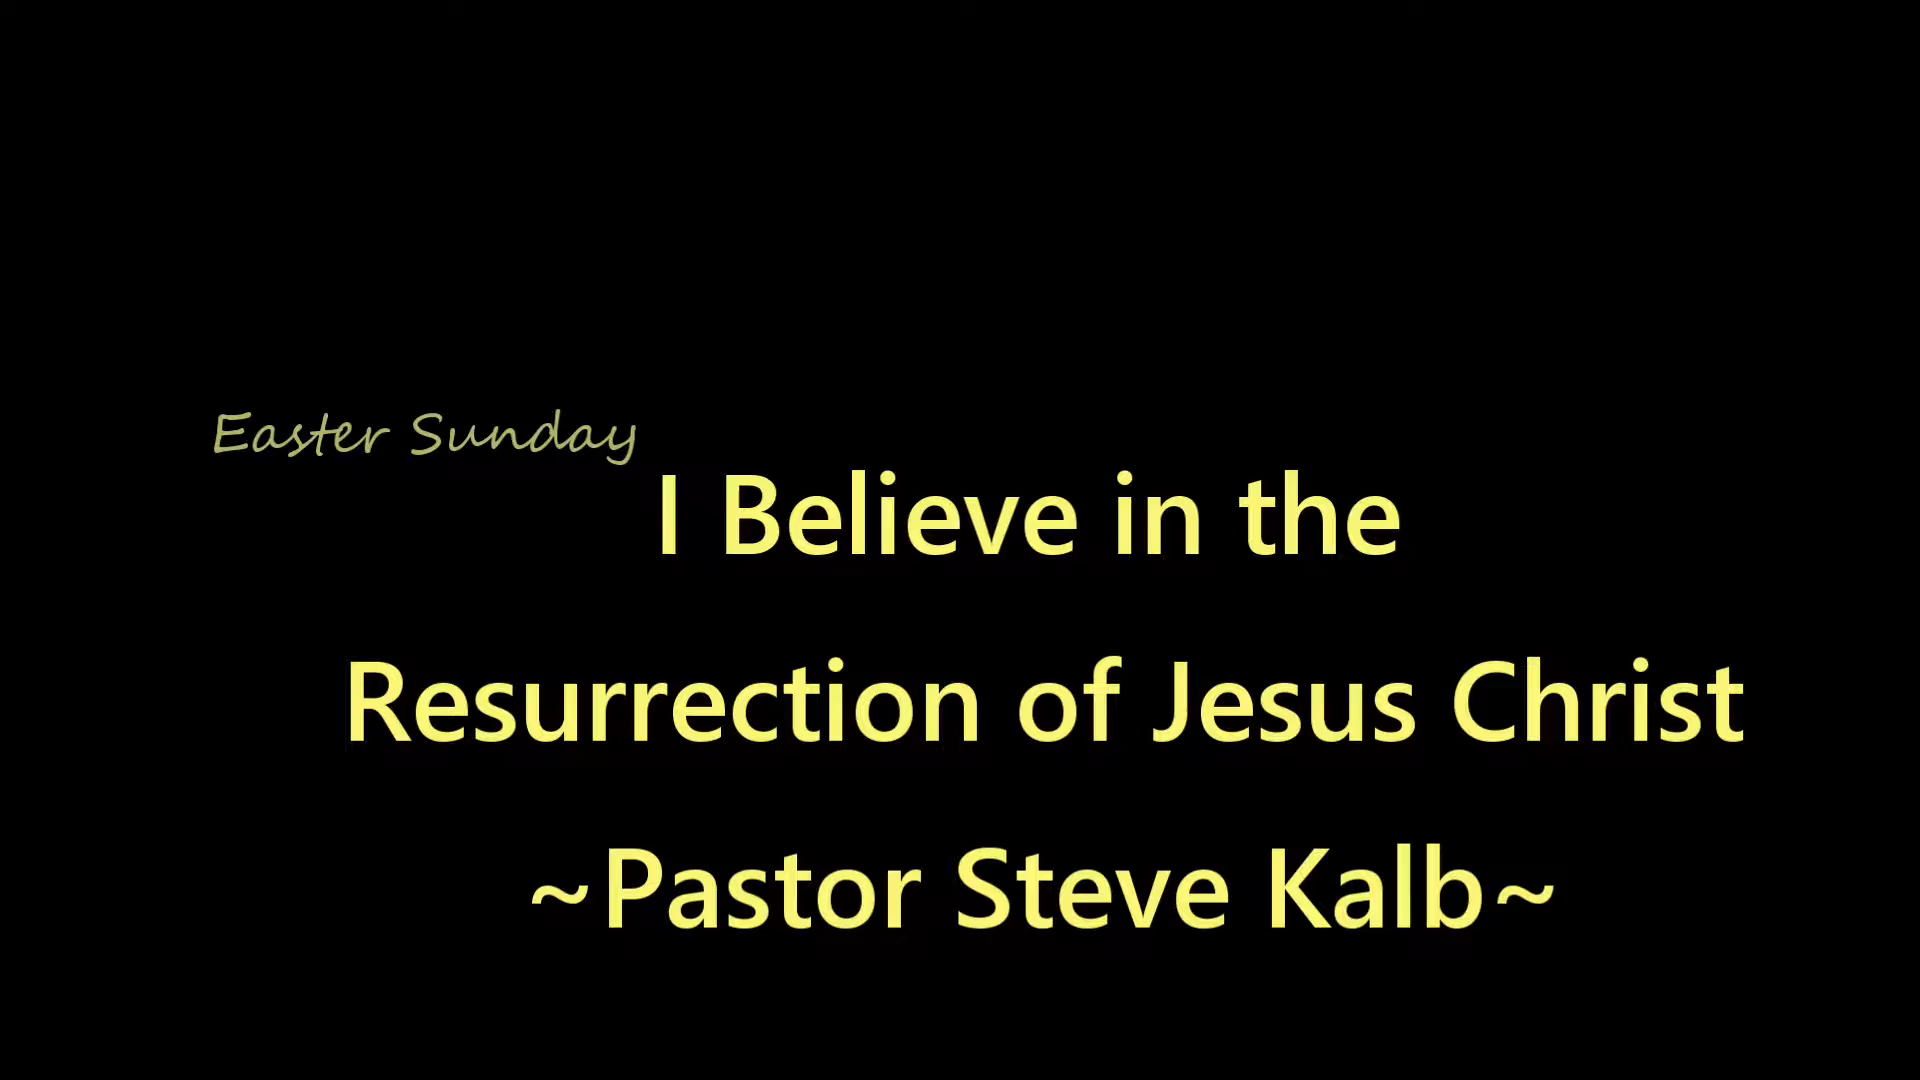 Easter Sunday
I Believe in the
Resurrection of Jesus Christ
~Pastor Steve Kalb~